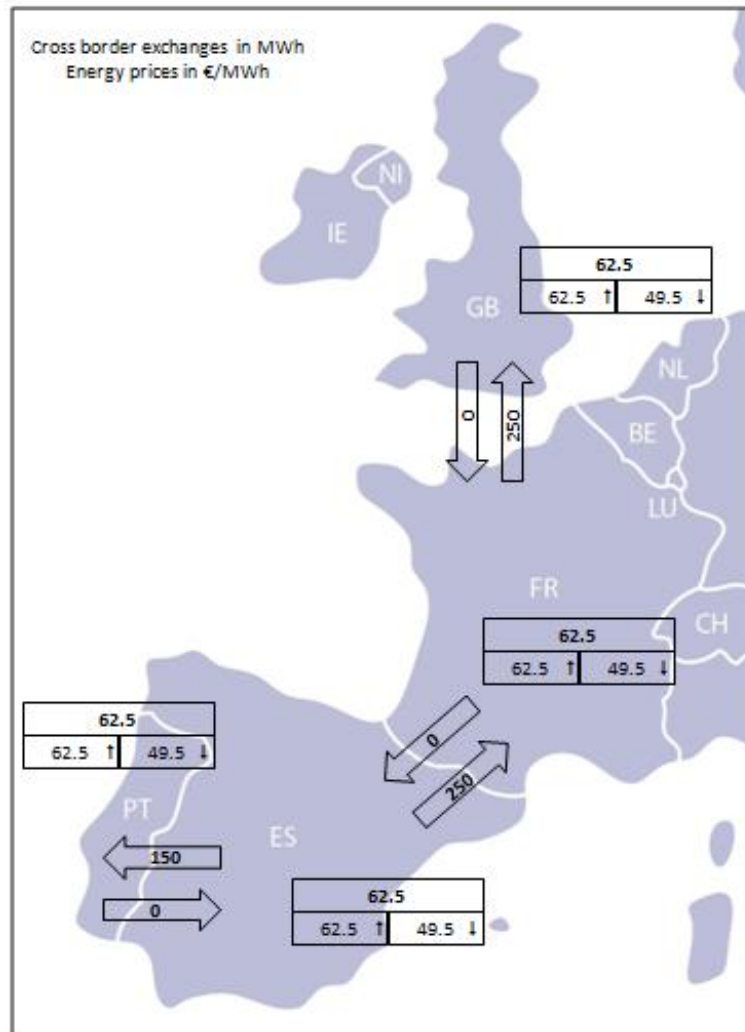 Cross border exchanges in MWh
Energy prices in €/MWh
NI
IE
62.5
62.5 ↑ 49.5 ↓
GB
NL
0
250
BE
LU
FR
CH
62.5
62.5 ↑ 49.5 ↓
62.5
62.5 ↑ 49.5 ↓
0
250
PT
ES
150
0
62.5
62.5 ↑ 49.5 ↓